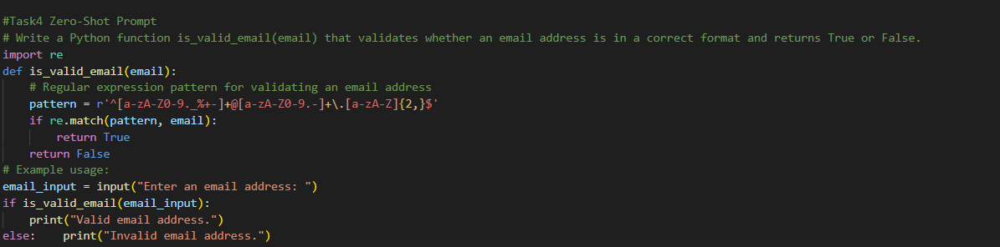 #Task4 Zero-Shot Prompt
# Write a Python function is_valid_email(email) that validates whether an email address is in a correct format and returns True or False.
import re
def is_valid_email(email):
    # Regular expression pattern for validating an email address
    pattern = r'^[a-zA-Z0-9._%+-]+@[a-zA-Z0-9.-]+\.[a-zA-Z]{2,}$'
    if re.match(pattern, email):
        return True
    return False
# Example usage:
email_input = input("Enter an email address: ")
if is_valid_email(email_input):
    print("Valid email address.")
else:    print("Invalid email address.")